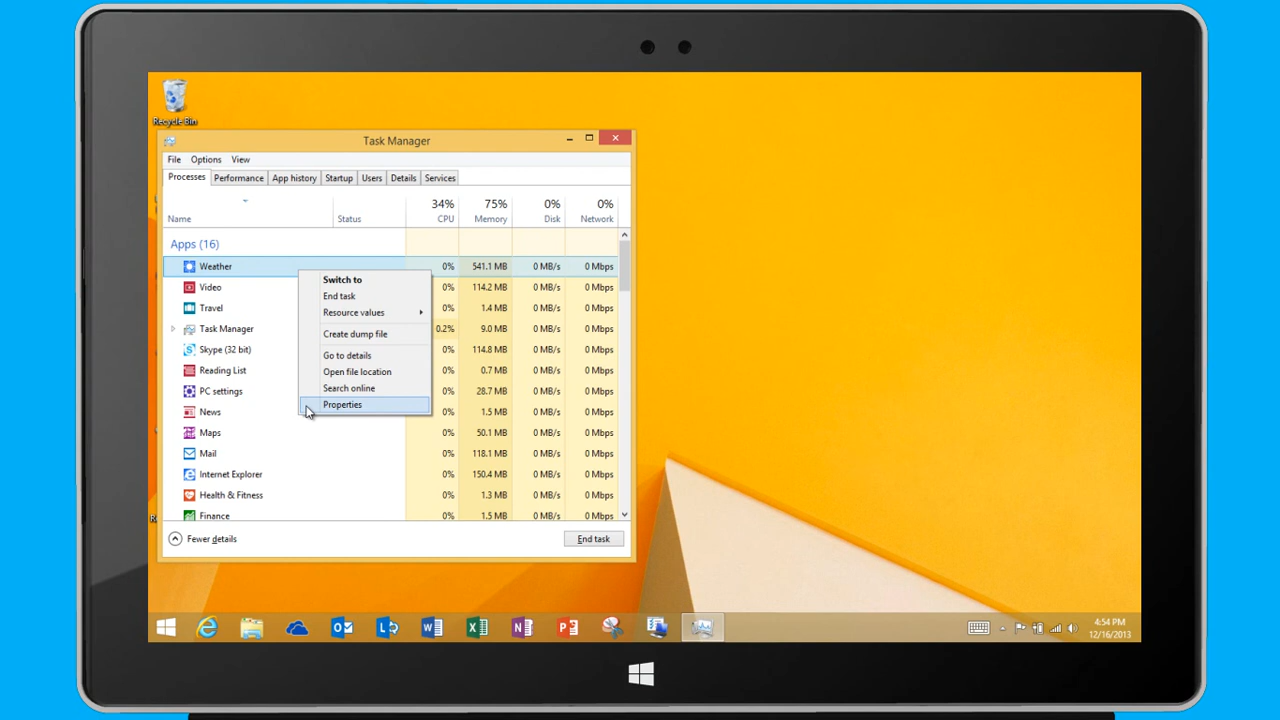 Recycle Bin
Task Manager
File Options View
Processes Performance App history Startup Users Details Services
34% 75% 0% 0%
Name Status CPU Memory Disk Network
Apps (16)
Weather 0% 541.1 MB 0 MB/s 0 Mbps
Video 0% 114.2 MB 0 MB/s 0 Mbps
Travel 0% 1.4 MB 0 MB/s 0 Mbps
Task Manager 0.2% 9.0 MB 0 MB/s 0 Mbps
Skype (32 bit) 0% 114.8 MB 0 MB/s 0 Mbps
Reading List 0% 0.7 MB 0 MB/s 0 Mbps
PC settings 0% 28.7 MB 0 MB/s 0 Mbps
News 0% 1.5 MB 0 MB/s 0 Mbps
Maps 0% 50.1 MB 0 MB/s 0 Mbps
Mail 0% 118.1 MB 0 MB/s 0 Mbps
Internet Explorer 0% 150.4 MB 0 MB/s 0 Mbps
Health & Fitness 0% 1.3 MB 0 MB/s 0 Mbps
Finance 0% 1.5 MB 0 MB/s 0 Mbps
Switch to
End task
Resource values
Create dump file
Go to details
Open file location
Search online
Properties
Fewer details
End task
4:54 PM
12/16/2013